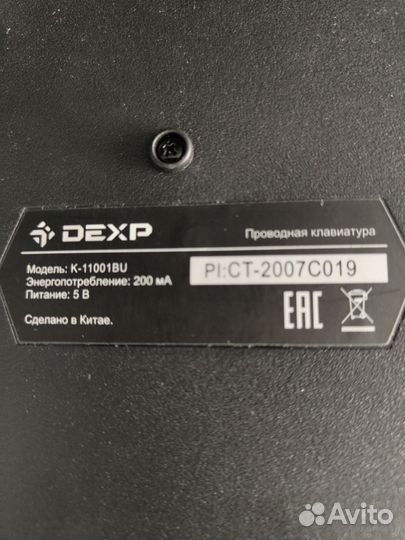 DEXP
Проводная клавиатура
Модель: K-11001BU
Энергопотребление: 200 мА
Питание: 5 В
PI:CT-2007C019
Сделано в Китае.
EAC
Avito